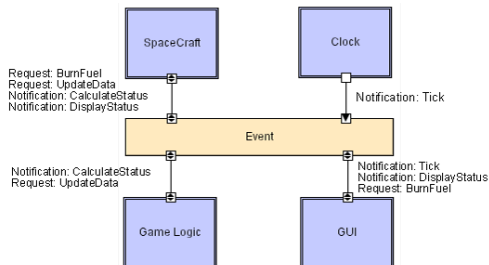 SpaceCraft
Clock
Request: BurnFuel
Request: UpdateData
Notification: CalculateStatus
Notification: DisplayStatus
Notification: Tick
Event
Notification: CalculateStatus
Request: UpdateData
Notification: Tick
Notification: DisplayStatus
Request: BurnFuel
Game Logic
GUI